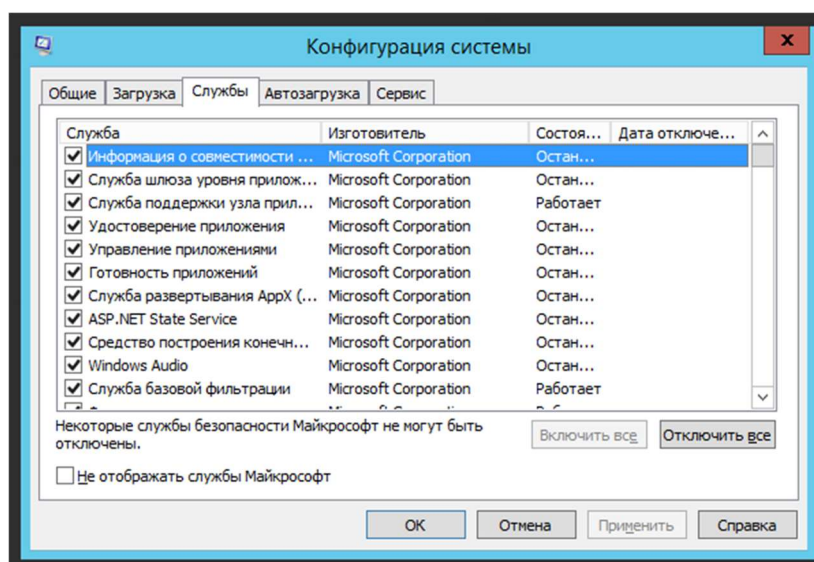 Конфигурация системы
x
Общие Загрузка Службы Автозагрузка Сервис
Служба Изготовитель Состоя... Дата отключе...
Информация о совместимости ... Microsoft Corporation Остан...
Служба шлюза уровня прилож... Microsoft Corporation Остан...
Служба поддержки узла прил... Microsoft Corporation Работает
Удостоверение приложения Microsoft Corporation Остан...
Управление приложениями Microsoft Corporation Остан...
Готовность приложений Microsoft Corporation Остан...
Служба развертывания AppX (... Microsoft Corporation Остан...
ASP.NET State Service Microsoft Corporation Остан...
Средство построения конечн... Microsoft Corporation Остан...
Windows Audio Microsoft Corporation Остан...
Служба базовой фильтрации Microsoft Corporation Работает
Некоторые службы безопасности Майкрософт не могут быть
отключены.
Включить все Отключить все
Не отображать службы Майкрософт
ОК Отмена Применить Справка